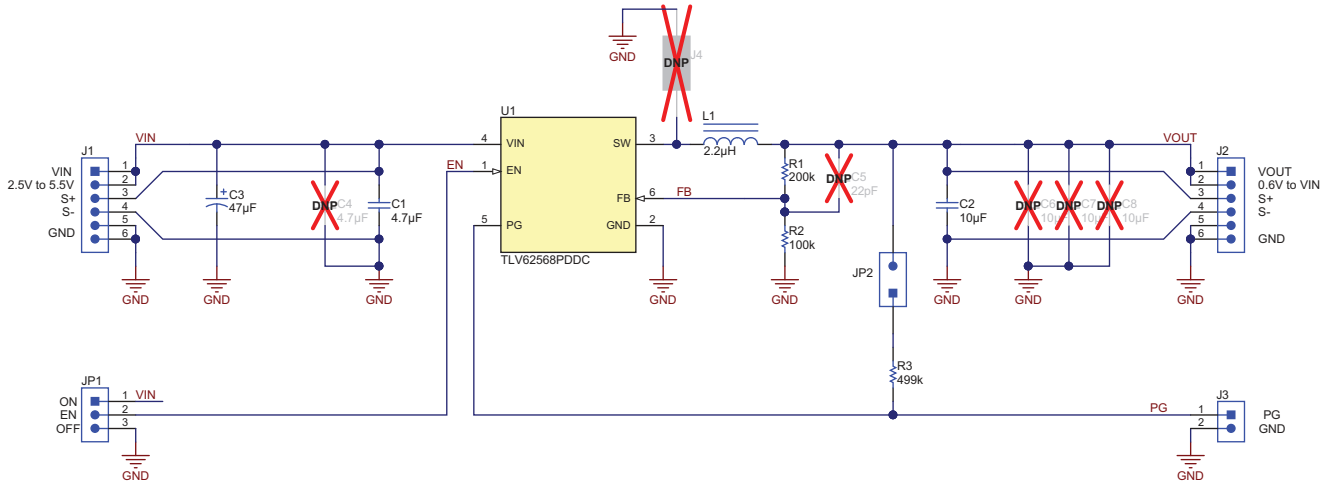 GND
DNP J4
U1
L1
VIN
4 VIN
SW 3
2.2µH
VOUT
J1
VIN 1
2.5V to 5.5V 2
S+ 3
S- 4
5
GND 6
EN
1 EN
C3
47µF
DNP C4
4.7µF
C1
4.7µF
FB 6
FB
5 PG
GND 2
TLV62568PDDC
R1
200k
DNP C5
22pF
R2
100k
C2
10µF
DNP C6
10µF
DNP C7
10µF
DNP C8
10µF
J2
1 VOUT
2 0.6V to VIN
3 S+
4 S-
5
6 GND
JP2
GND
GND
GND
GND
GND
GND
GND
GND
R3
499k
JP1
ON 1 VIN
EN 2
OFF 3
GND
PG
J3
1 PG
2 GND
GND